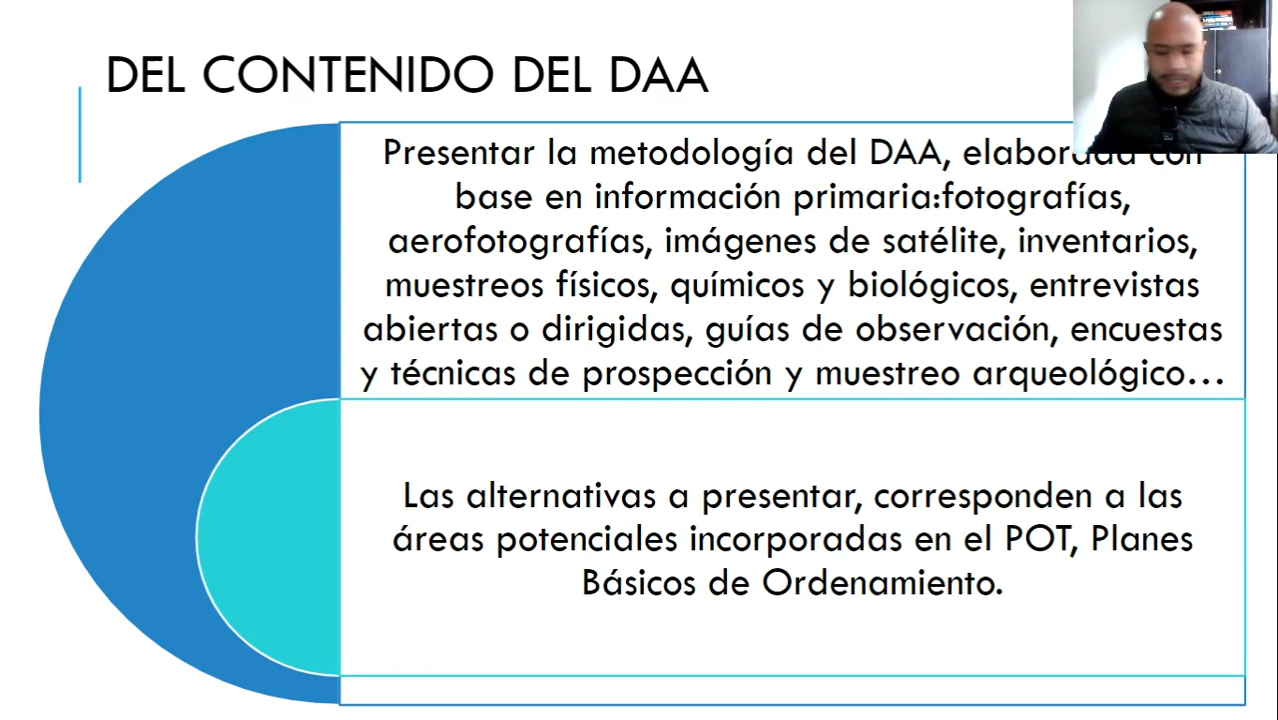 DEL CONTENIDO DEL DAA
Presentar la metodología del DAA, elaborada con
base en información primaria:fotografías,
aerofotografías, imágenes de satélite, inventarios,
muestreos físicos, químicos y biológicos, entrevistas
abiertas o dirigidas, guías de observación, encuestas
y técnicas de prospección y muestreo arqueológico...
Las alternativas a presentar, corresponden a las
áreas potenciales incorporadas en el POT, Planes
Básicos de Ordenamiento.